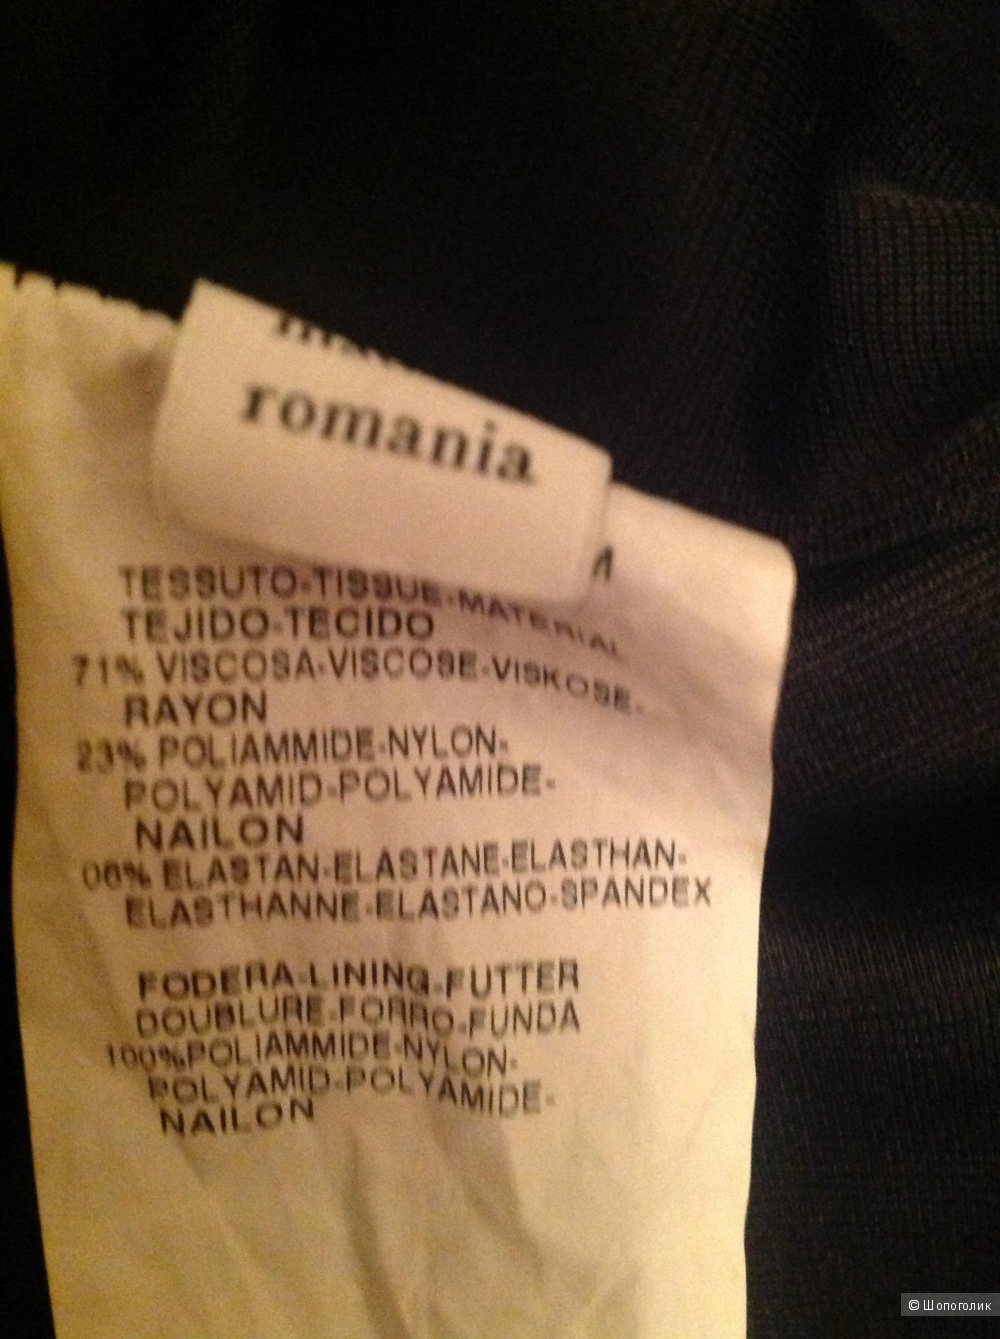 romania
TESSUTO-TISSUE-MATERIAL
TEJIDO-TECIDO
71% VISCOSA-VISCOSE-VISKOSE-
RAYON
23% POLIAMMIDE-NYLON-
POLYAMID-POLYAMIDE-
NAILON
06% ELASTAN-ELASTANE-ELASTHAN-
ELASTHANNE-ELASTANO-SPANDEX
FODERA-LINING-FUTTER
DOUBLURE-FORRO-FUNDA
100%POLIAMMIDE-NYLON-
POLYAMID-POLYAMIDE-
NAILON
© Шопоголик